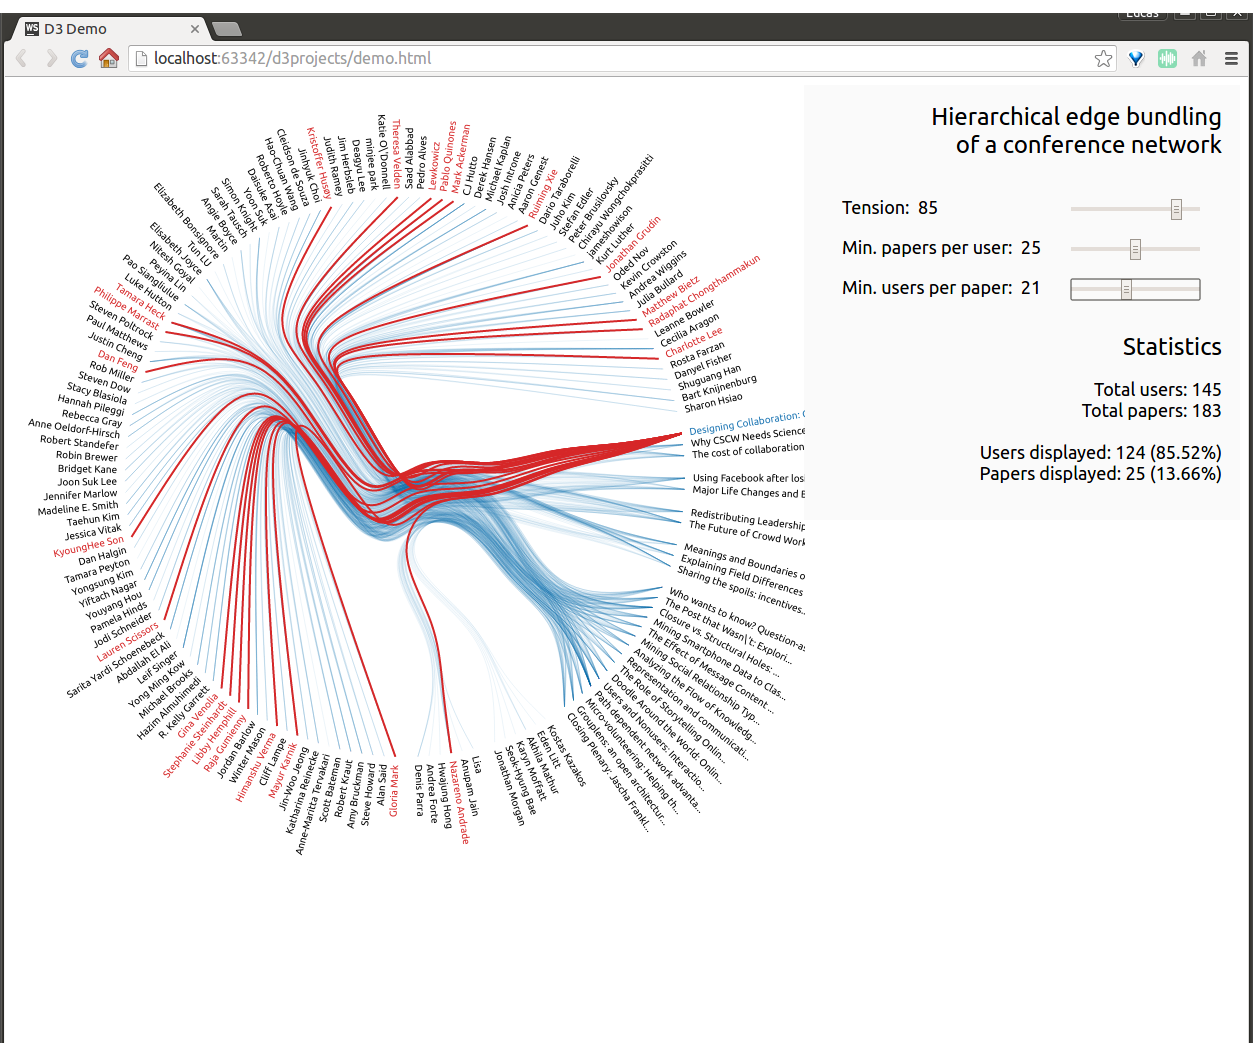 Lucas
D3 Demo
localhost:63342/d3projects/demo.html
Hierarchical edge bundling
of a conference network
Tension: 85
Min. papers per user: 25
Min. users per paper: 21
Statistics
Total users: 145
Total papers: 183
Users displayed: 124 (85.52%)
Papers displayed: 25 (13.66%)
Katie O\'Donnell
Theresa Velden
Saad Alabbad
Pedro Alves
Lewkowicz
Pablo Quinones
Mark Ackerman
CJ Hutto
Derek Hansen
Michael Kaplan
Josh Introne
Anicia Peters
Aaron Genest
Ruiming Xie
Dario Taraborelli
Juho Kim
Stefan Edler
Peter Brusilovsky
Chirayu Wongchokprasitti
jameshowison
Kurt Luther
Jonathan Grudin
Oded Nov
Kevin Crowston
Andrea Wiggins
Julia Bullard
Matthew Bietz
Radaphat Chongthammakun
Leanne Bowler
Cecilia Aragon
Charlotte Lee
Rosta Farzan
Danyel Fisher
Shuguang Han
Bart Knijnenburg
Sharon Hsiao
Designing Collaboration:
Why CSCW Needs Science
The cost of collaboration
Using Facebook after losi
Major Life Changes and
Redistributing Leadership
The Future of Crowd Work
Meanings and Boundaries o
Explaining Field Differences
Sharing the spoils: incentives...
Who wants to know? Question-as
The Post that Wasn\'t: Explori...
Closure vs. Structural Holes: ...
Mining Smartphone Data to Clas...
The Effect of Message Content ...
Mining Social Relationship Typ...
Analyzing the Flow of Knowledg...
Representation and communicati...
The Role of Storytelling Onlin...
Doodle Around the World: Onlin...
Users and Nonusers: Interactio...
Path dependent network advanta...
Micro-volunteering: Helping th...
Grouplens: an open architectur...
Closing Plenary: Jascha Frankl...
Kostas Kazakos
Eden Litt
Akhila Mathur
Karyn Moffatt
Seok-Hyung Bae
Jonathan Morgan
Lisa
Anupam Jain
Nazareno Andrade
Hwajung Hong
Andrea Forte
Denis Parra
Gloria Mark
Alan Said
Steve Howard
Amy Bruckman
Robert Kraut
Scott Bateman
Anne-Maritta Tervakari
Katharina Reinecke
Jin-Woo Jeong
Mayur Karnik
Cliff Lampe
Himanshu Verma
Winter Mason
Jordan Barlow
Raja Gumienny
Libby Hemphill
Stephanie Steinhardt
Gina Venolia
R. Kelly Garrett
Hazim Almuhimedi
Michael Brooks
Yong Ming Kow
Leif Singer
Abdallah El Ali
Sarita Yardi Schoenebeck
Lauren Scissors
Jodi Schneider
Pamela Hinds
Youyang Hou
Yiftach Nagar
Yongsung Kim
Tamara Peyton
Dan Halgin
KyoungHee Son
Jessica Vitak
Taehun Kim
Madeline E. Smith
Jennifer Marlow
Joon Suk Lee
Bridget Kane
Robin Brewer
Robert Standefer
Anne Oeldorf-Hirsch
Rebecca Gray
Hannah Pileggi
Stacy Blasiola
Steven Dow
Rob Miller
Dan Feng
Justin Cheng
Paul Matthews
Steven Poltrock
Philippe Marrast
Tamara Heck
Luke Hutton
Pao Siangliulue
Peyina Lin
Nitesh Goyal
Elisabeth Joyce
Tun LU
Elizabeth Bonsignore
Martin
Angie Boyce
Sarah Tausch
Simon Knight
Yoon Suk
Daisuke Asai
Roberto Hoyle
Hao-Chuan Wang
Cleidson de Souza
Jinhyuk Choi
Kristoffer Husøy
Judith Ramey
Jim Herbsleb
Deagyu Lee
minjee park